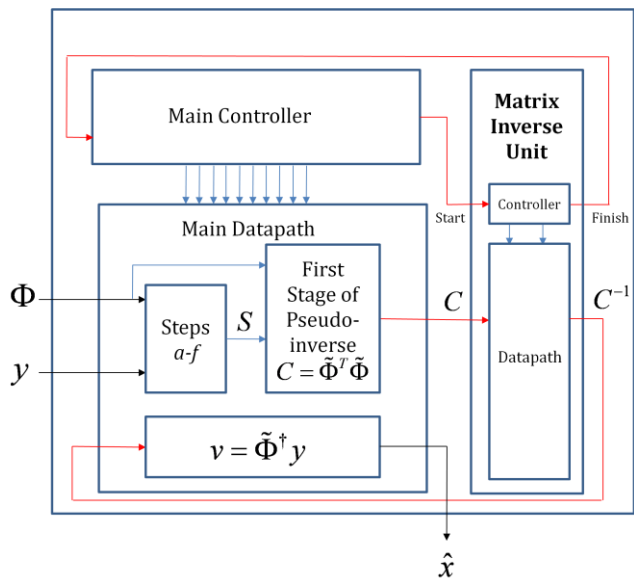 Main Controller
Matrix
Inverse
Unit
Controller
Start
Finish
Main Datapath
Φ
y
Steps
a-f
S
First
Stage of
Pseudo-
inverse
C = Φ̃ᵀΦ̃
C
C⁻¹
Datapath
v = Φ̃†y
x̂